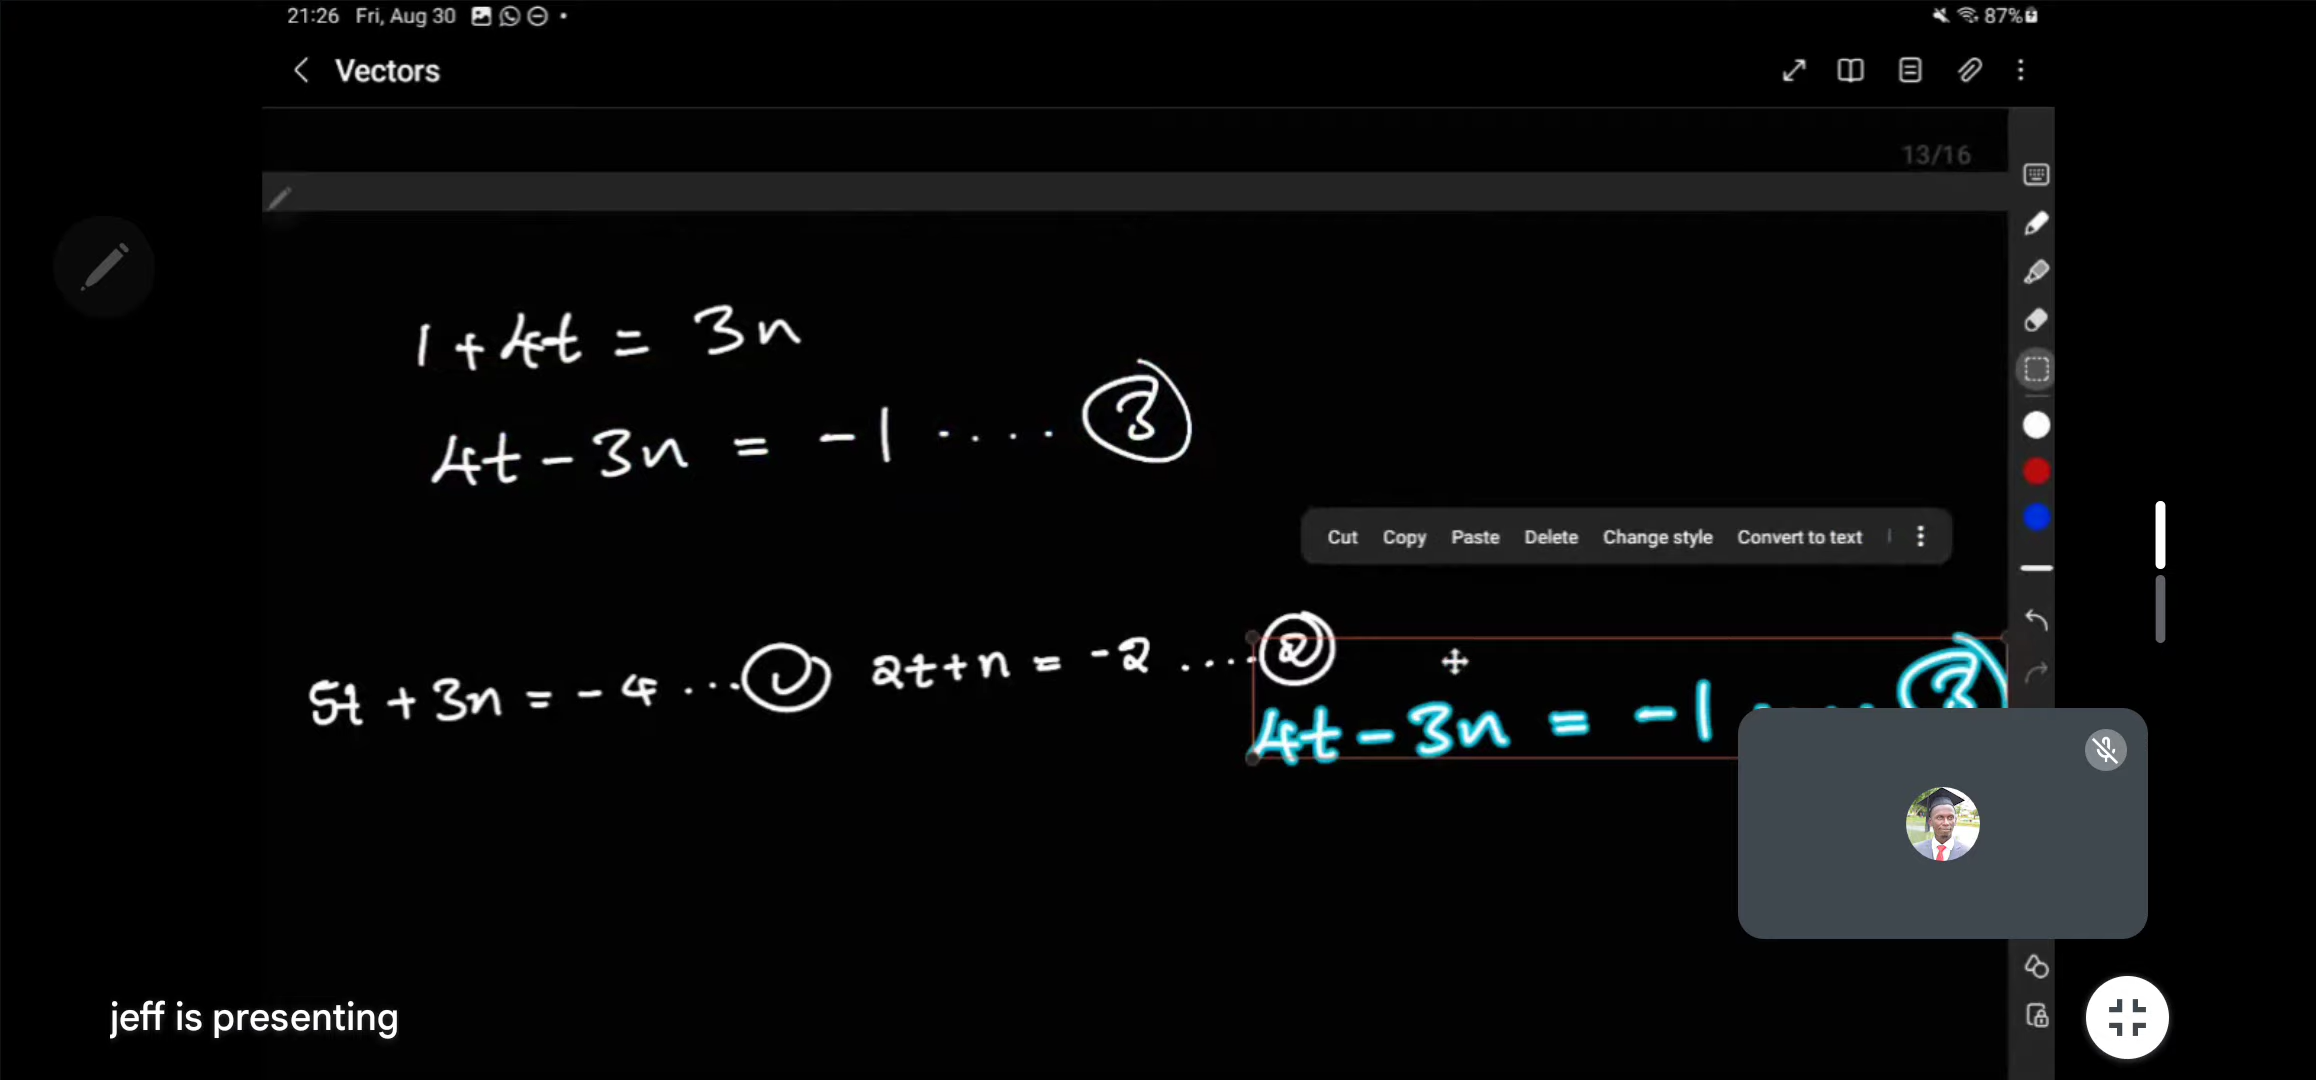 21:26 Fri, Aug 30
87%
Vectors
13/16
1 + 4t = 3n
4t - 3n = -1 .... 3
Cut Copy Paste Delete Change style Convert to text
5t + 3n = -4 ... 1 2t + n = -2 .... 2
4t - 3n = -1 .... 3
jeff is presenting